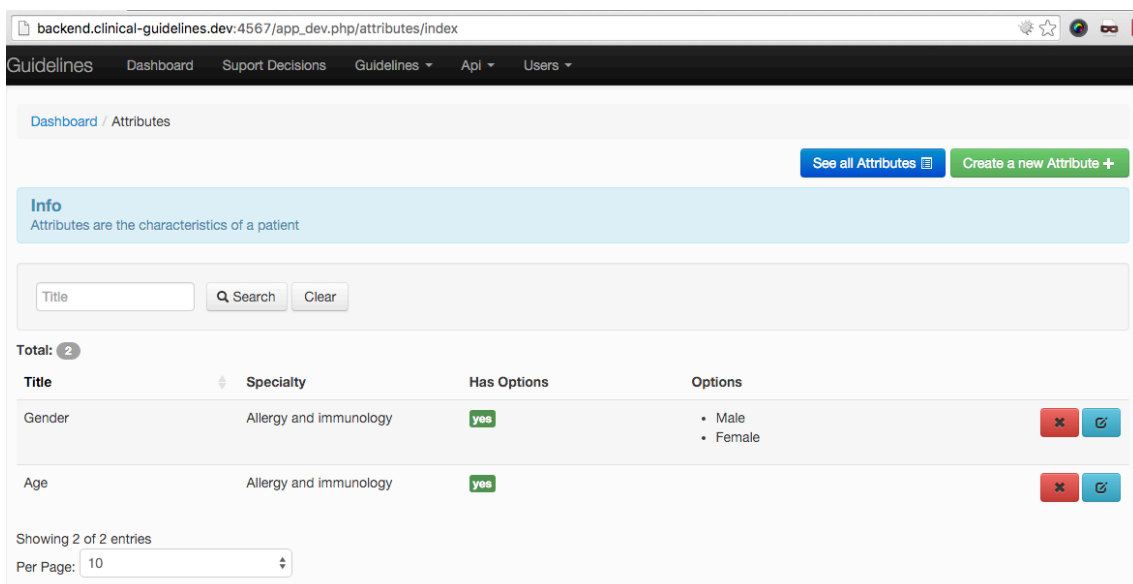 backend.clinical-guidelines.dev:4567/app_dev.php/attributes/index
Guidelines Dashboard Suport Decisions Guidelines Api Users
Dashboard / Attributes
See all Attributes Create a new Attribute +
Info
Attributes are the characteristics of a patient
Title Search Clear
Total: 2
Title Specialty Has Options Options
Gender Allergy and immunology yes • Male
• Female
Age Allergy and immunology yes
Showing 2 of 2 entries
Per Page: 10